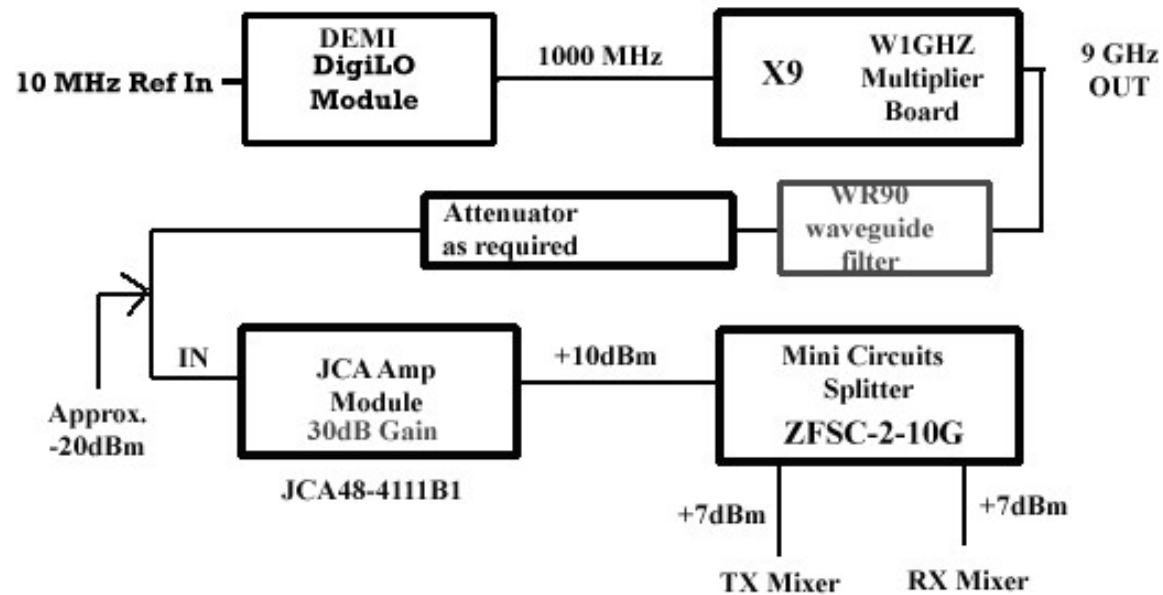 10 MHz Ref In
DEMI
DigiLO
Module
1000 MHz
X9
W1GHZ
Multiplier
Board
9 GHz
OUT
Attenuator
as required
WR90
waveguide
filter
Approx.
-20dBm
IN
JCA Amp
Module
30dB Gain
JCA48-4111B1
+10dBm
Mini Circuits
Splitter
ZFSC-2-10G
+7dBm
+7dBm
TX Mixer
RX Mixer